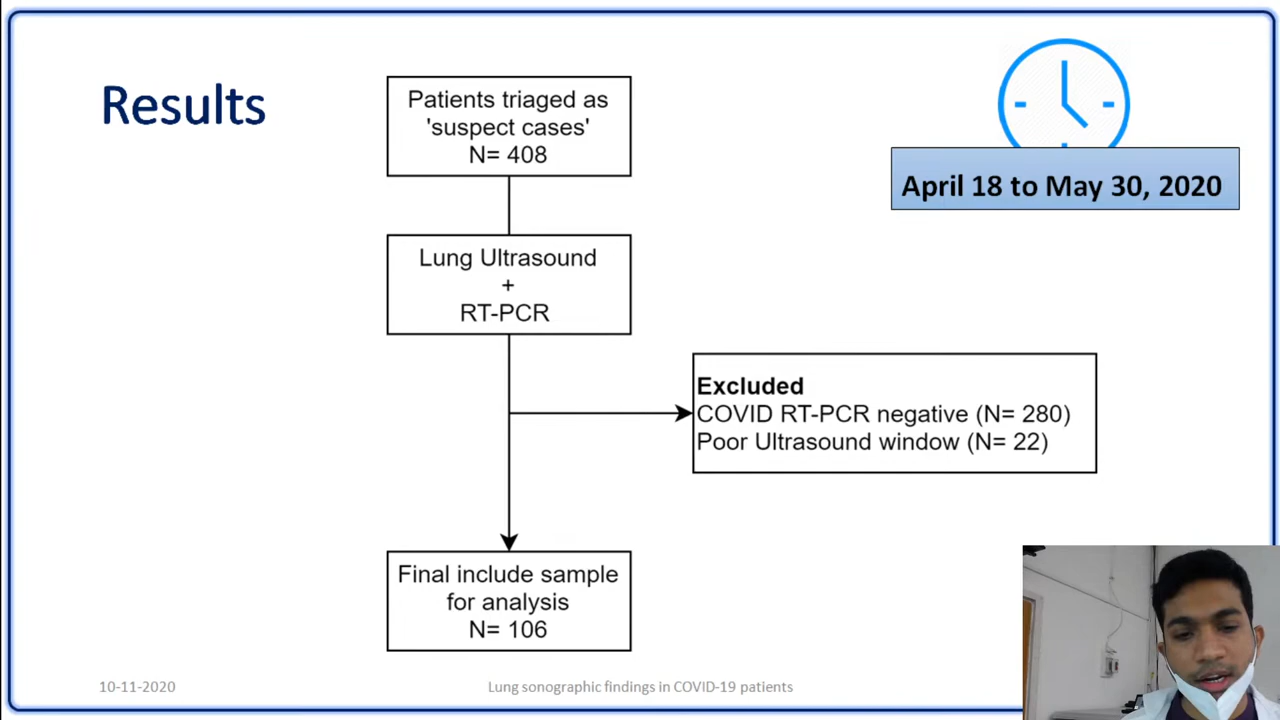 Results
Patients triaged as
'suspect cases'
N= 408
April 18 to May 30, 2020
Lung Ultrasound
+
RT-PCR
Excluded
COVID RT-PCR negative (N= 280)
Poor Ultrasound window (N= 22)
Final include sample
for analysis
N= 106
10-11-2020
Lung sonographic findings in COVID-19 patients